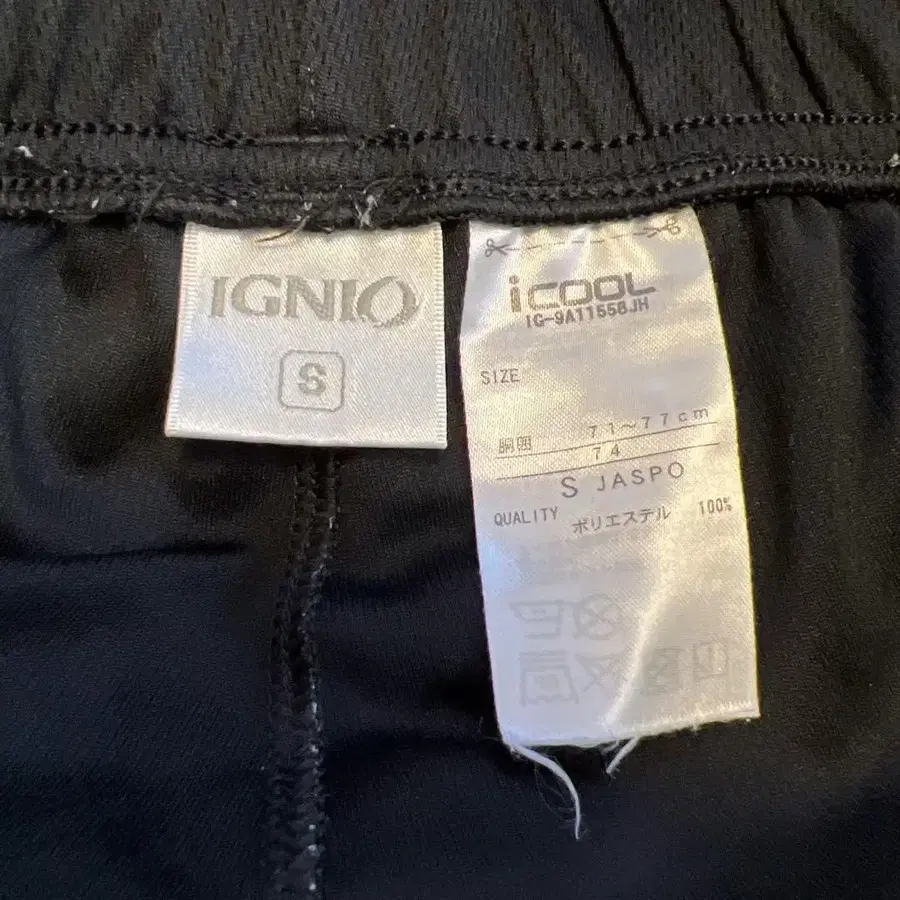 IGNIO
S
iCOOL
IG-9A11558JH
SIZE
胴囲 71~77cm
74
S JASPO
QUALITY ポリエステル 100%